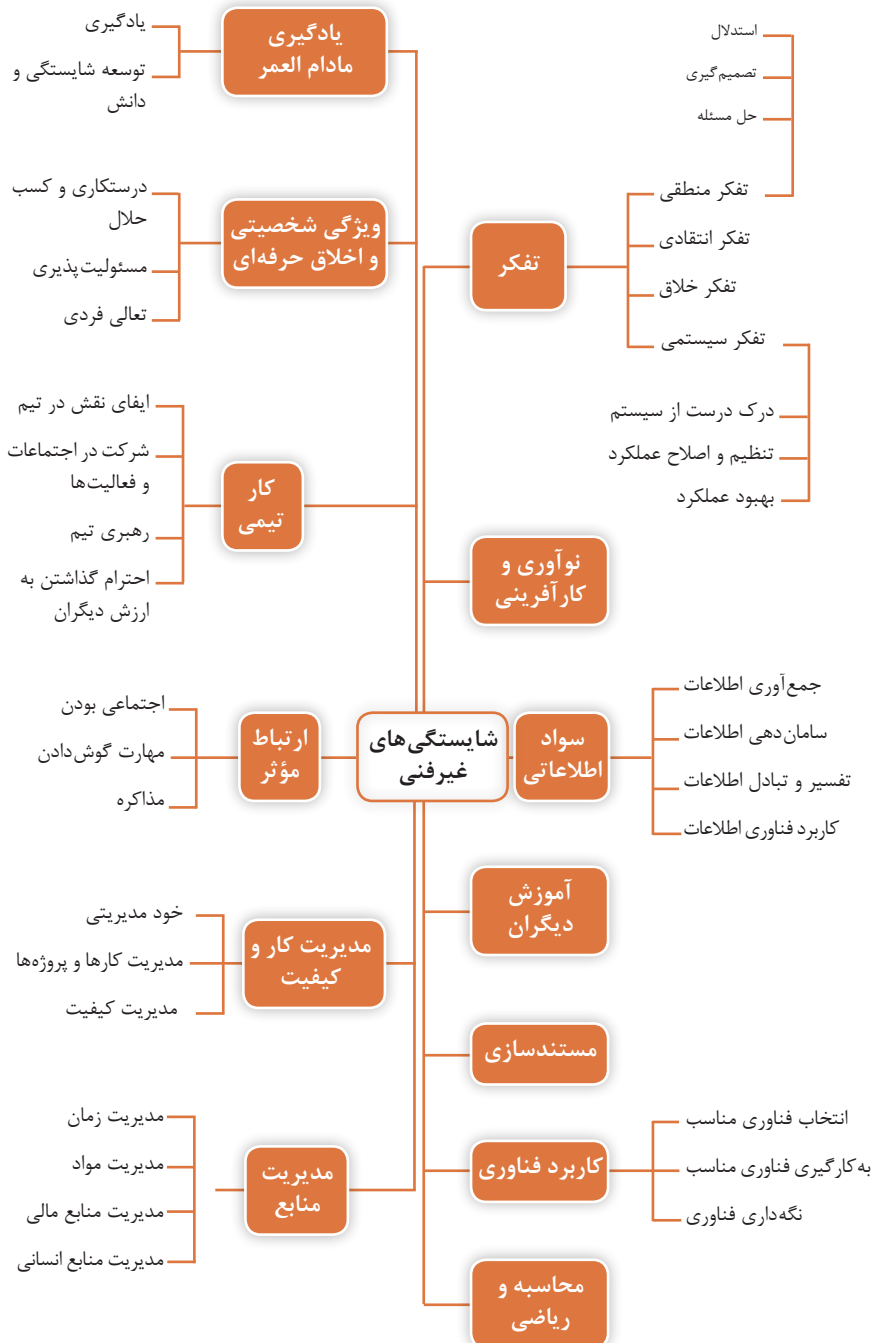 شایستگی‌های
غیرفنی
تفکر
استدلال
تصمیم‌گیری
حل مسئله
تفکر منطقی
تفکر انتقادی
تفکر خلاق
تفکر سیستمی
درک درست از سیستم
تنظیم و اصلاح عملکرد
بهبود عملکرد
نوآوری و
کارآفرینی
سواد
اطلاعاتی
جمع‌آوری اطلاعات
سامان‌دهی اطلاعات
تفسیر و تبادل اطلاعات
کاربرد فناوری اطلاعات
آموزش
دیگران
مستندسازی
کاربرد فناوری
انتخاب فناوری مناسب
به‌کارگیری فناوری مناسب
نگه‌داری فناوری
محاسبه و
ریاضی
یادگیری
مادام العمر
یادگیری
توسعه شایستگی و
دانش
ویژگی شخصیتی
و اخلاق حرفه‌ای
درستکاری و کسب
حلال
مسئولیت‌پذیری
تعالی فردی
کار
تیمی
ایفای نقش در تیم
شرکت در اجتماعات
و فعالیت‌ها
رهبری تیم
احترام گذاشتن به
ارزش دیگران
ارتباط
مؤثر
اجتماعی بودن
مهارت گوش‌دادن
مذاکره
مدیریت کار و
کیفیت
خود مدیریتی
مدیریت کارها و پروژه‌ها
مدیریت کیفیت
مدیریت
منابع
مدیریت زمان
مدیریت مواد
مدیریت منابع مالی
مدیریت منابع انسانی